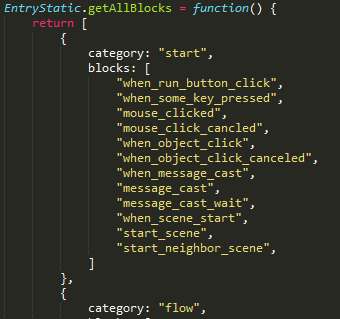 EntryStatic.getAllBlocks = function() {
return [
{
category: "start",
blocks: [
"when_run_button_click",
"when_some_key_pressed",
"mouse_clicked",
"mouse_click_cancled",
"when_object_click",
"when_object_click_canceled",
"when_message_cast",
"message_cast",
"message_cast_wait",
"when_scene_start",
"start_scene",
"start_neighbor_scene",
]
},
{
category: "flow",